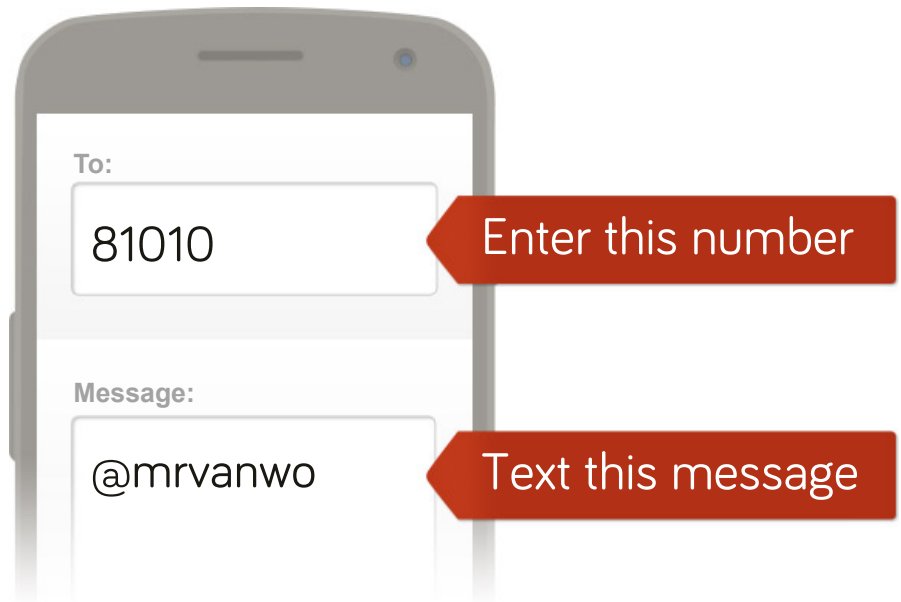 To:
81010
Enter this number
Message:
@mrvanwo
Text this message